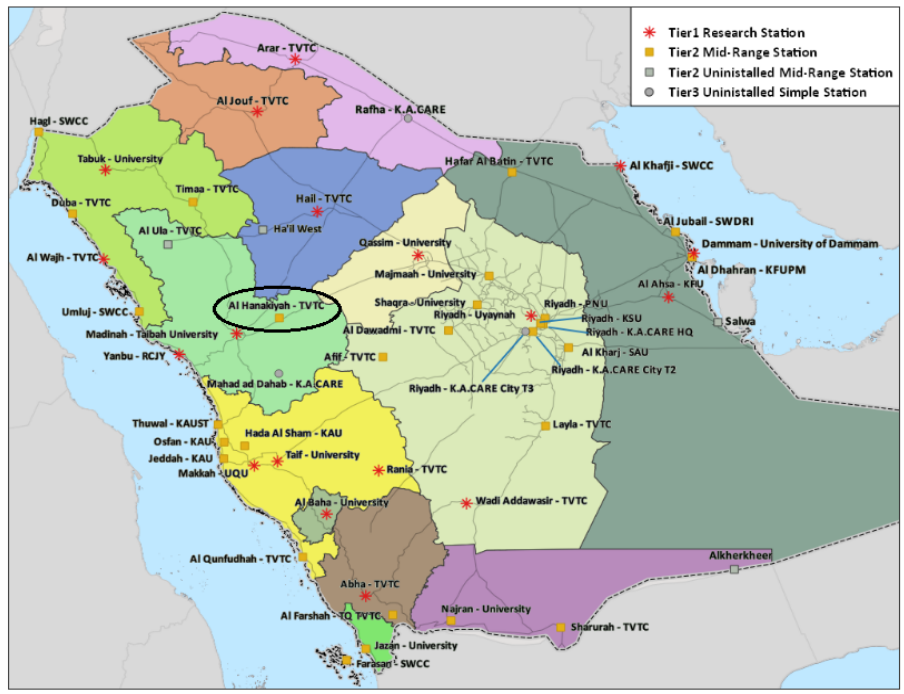 Tier1 Research Station
Tier2 Mid-Range Station
Tier2 Uninistalled Mid-Range Station
Tier3 Uninistalled Simple Station
Arar - TVTC
Al Jouf - TVTC
Rafha - K.A.CARE
Haql - SWCC
Tabuk - University
Hafar Al Batin - TVTC
Al Khafji - SWCC
Timaa - TVTC
Duba - TVTC
Hail - TVTC
Al Ula - TVTC
Ha'il West
Al Jubail - SWDRI
Qassim - University
Dammam - University of Dammam
Al Wajh - TVTC
Majmaah - University
Al Dhahran - KFUPM
Al Ahsa - KFU
Al Hanakiyah - TVTC
Shaqra - University
Riyadh - PNU
Umluj - SWCC
Riyadh - Uyaynah
Riyadh - KSU
Salwa
Madinah - Taibah University
Al Dawadmi - TVTC
Riyadh - K.A.CARE HQ
Yanbu - RCJY
Afif - TVTC
Al Kharj - SAU
Riyadh - K.A.CARE City T2
Mahad ad Dahab - K.A.CARE
Riyadh - K.A.CARE City T3
Thuwal - KAUST
Layla - TVTC
Osfan - KAU
Hada Al Sham - KAU
Jeddah - KAU
Taif - University
Makkah - UQU
Rania - TVTC
Al Baha - University
Wadi Addawasir - TVTC
Al Qunfudhah - TVTC
Alkherkheer
Abha - TVTC
Al Farshah - TQ TVTC
Najran - University
Sharurah - TVTC
Jazan - University
Farasan - SWCC